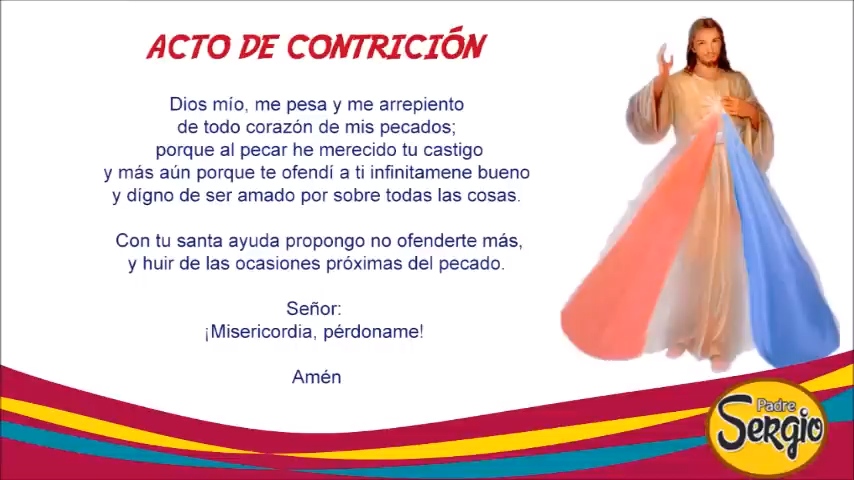 ACTO DE CONTRICIÓN
Dios mío, me pesa y me arrepiento
de todo corazón de mis pecados;
porque al pecar he merecido tu castigo
y más aún porque te ofendí a ti infinitamene bueno
y dígno de ser amado por sobre todas las cosas.
Con tu santa ayuda propongo no ofenderte más,
y huir de las ocasiones próximas del pecado.
Señor:
¡Misericordia, pérdoname!
Amén
Padre
Sergio